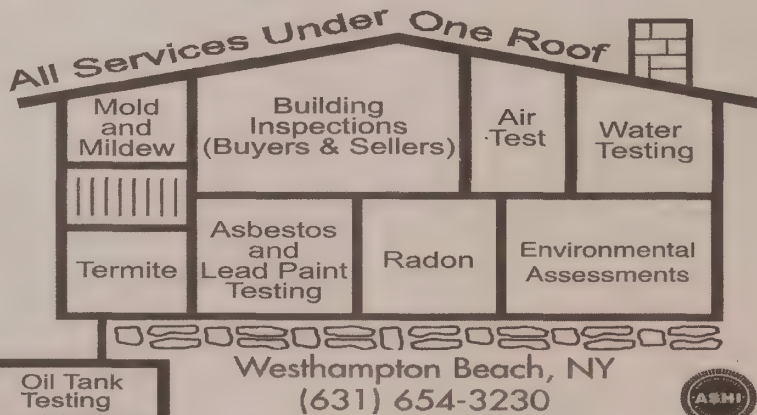 All Services Under One Roof
Mold
and
Mildew
Building
Inspections
(Buyers & Sellers)
Air
Test
Water
Testing
Termite
Asbestos
and
Lead Paint
Testing
Radon
Environmental
Assessments
Oil Tank
Testing
Westhampton Beach, NY
(631) 654-3230
ASHI